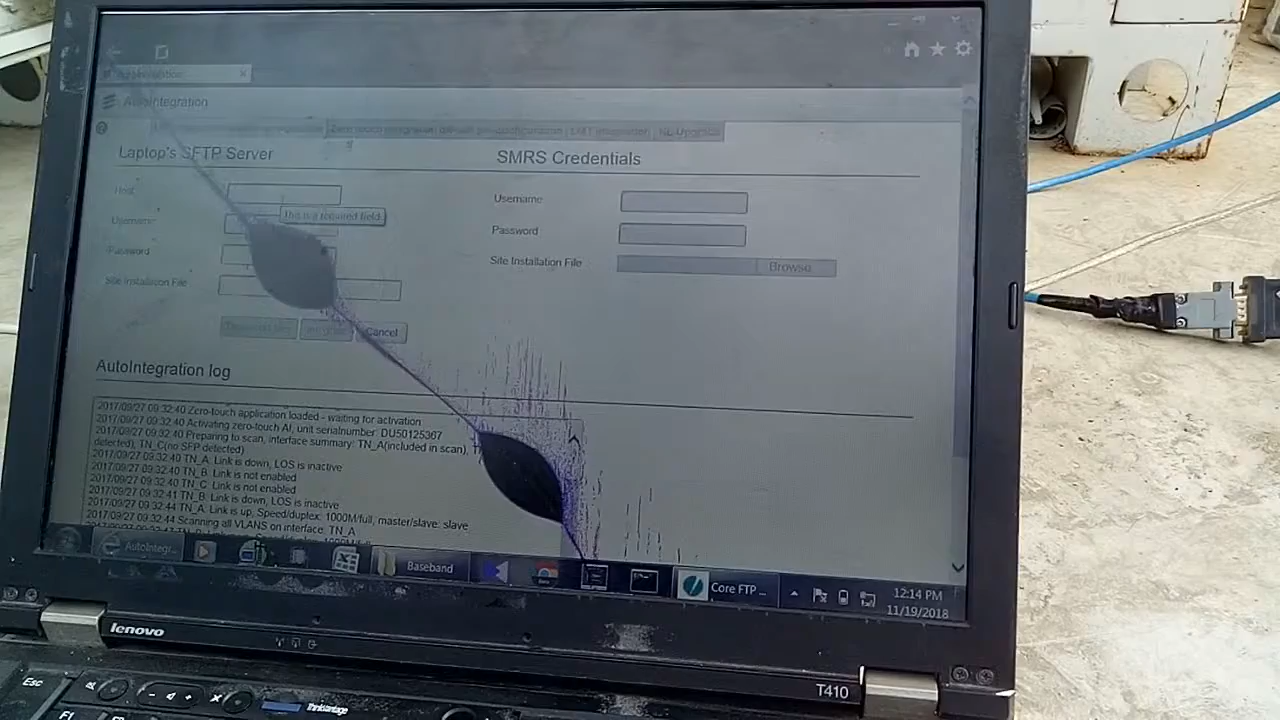 AutoIntegration
Laptop's SFTP Server
SMRS Credentials
Host
Username
This is a required field
Username
Password
Password
Site Installation File
Site Installation File
Browse
Cancel
AutoIntegration log
2017/09/27 09:32:40 Zero-touch application loaded - waiting for activation
2017/09/27 09:32:40 Activating zero-touch AI, unit serialnumber: DU50125367
2017/09/27 09:32:40 Preparing to scan, interface summary: TN_A(included in scan), T
detected), TN_C(no SFP detected)
2017/09/27 09:32:40 TN_A: Link is down, LOS is inactive
2017/09/27 09:32:40 TN_B: Link is not enabled
2017/09/27 09:32:40 TN_C: Link is not enabled
2017/09/27 09:32:41 TN_B: Link is down, LOS is inactive
2017/09/27 09:32:44 TN_A: Link is up, Speed/duplex: 1000M/full, master/slave: slave
2017/09/27 09:32:44 Scanning all VLANS on interface: TN_A
AutoIntegr...
Baseband
Core FTP ...
12:14 PM
11/19/2018
lenovo
T410
Esc
F1
ThinkVantage